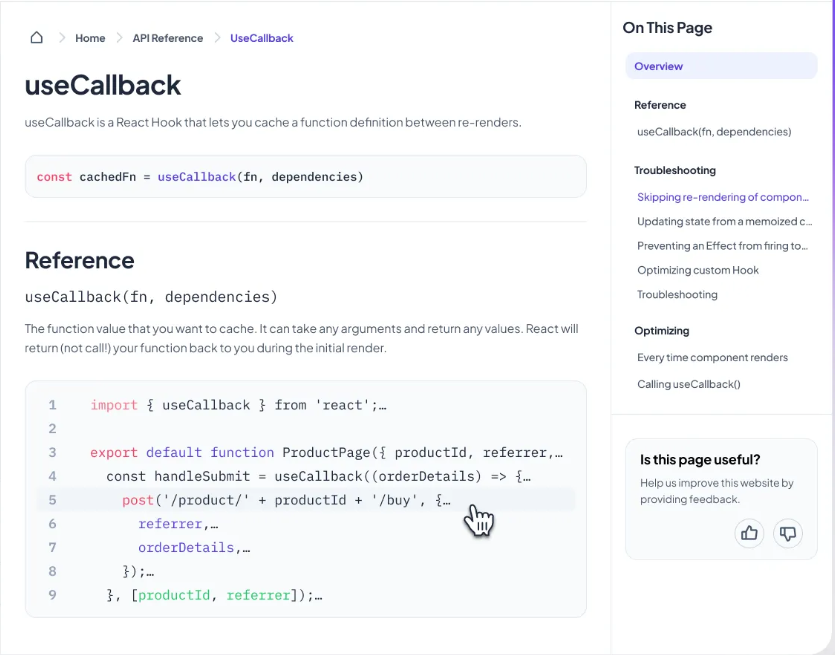 Home API Reference UseCallback
useCallback
useCallback is a React Hook that lets you cache a function definition between re-renders.
const cachedFn = useCallback(fn, dependencies)
Reference
useCallback(fn, dependencies)
The function value that you want to cache. It can take any arguments and return any values. React will
return (not call!) your function back to you during the initial render.
1 import { useCallback } from 'react';…
2
3 export default function ProductPage({ productId, referrer,…
4 const handleSubmit = useCallback((orderDetails) => {…
5 post('/product/' + productId + '/buy', {…
6 referrer,…
7 orderDetails,…
8 });…
9 }, [productId, referrer]);…
On This Page
Overview
Reference
useCallback(fn, dependencies)
Troubleshooting
Skipping re-rendering of compon…
Updating state from a memoized c…
Preventing an Effect from firing to…
Optimizing custom Hook
Troubleshooting
Optimizing
Every time component renders
Calling useCallback()
Is this page useful?
Help us improve this website by
providing feedback.